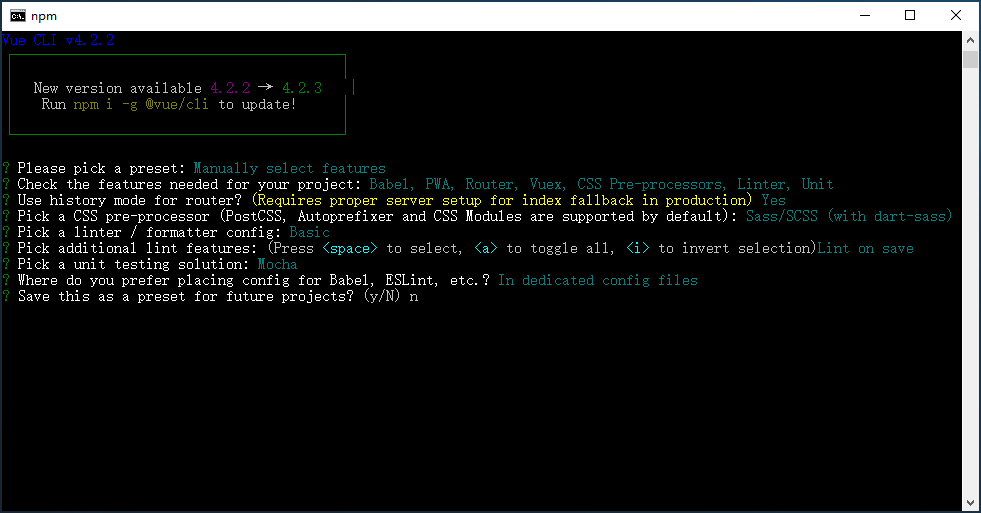 npm
Vue CLI v4.2.2
New version available 4.2.2 → 4.2.3
Run npm i -g @vue/cli to update!
? Please pick a preset: Manually select features
? Check the features needed for your project: Babel, PWA, Router, Vuex, CSS Pre-processors, Linter, Unit
? Use history mode for router? (Requires proper server setup for index fallback in production) Yes
? Pick a CSS pre-processor (PostCSS, Autoprefixer and CSS Modules are supported by default): Sass/SCSS (with dart-sass)
? Pick a linter / formatter config: Basic
? Pick additional lint features: (Press <space> to select, <a> to toggle all, <i> to invert selection)Lint on save
? Pick a unit testing solution: Mocha
? Where do you prefer placing config for Babel, ESLint, etc.? In dedicated config files
? Save this as a preset for future projects? (y/N) n